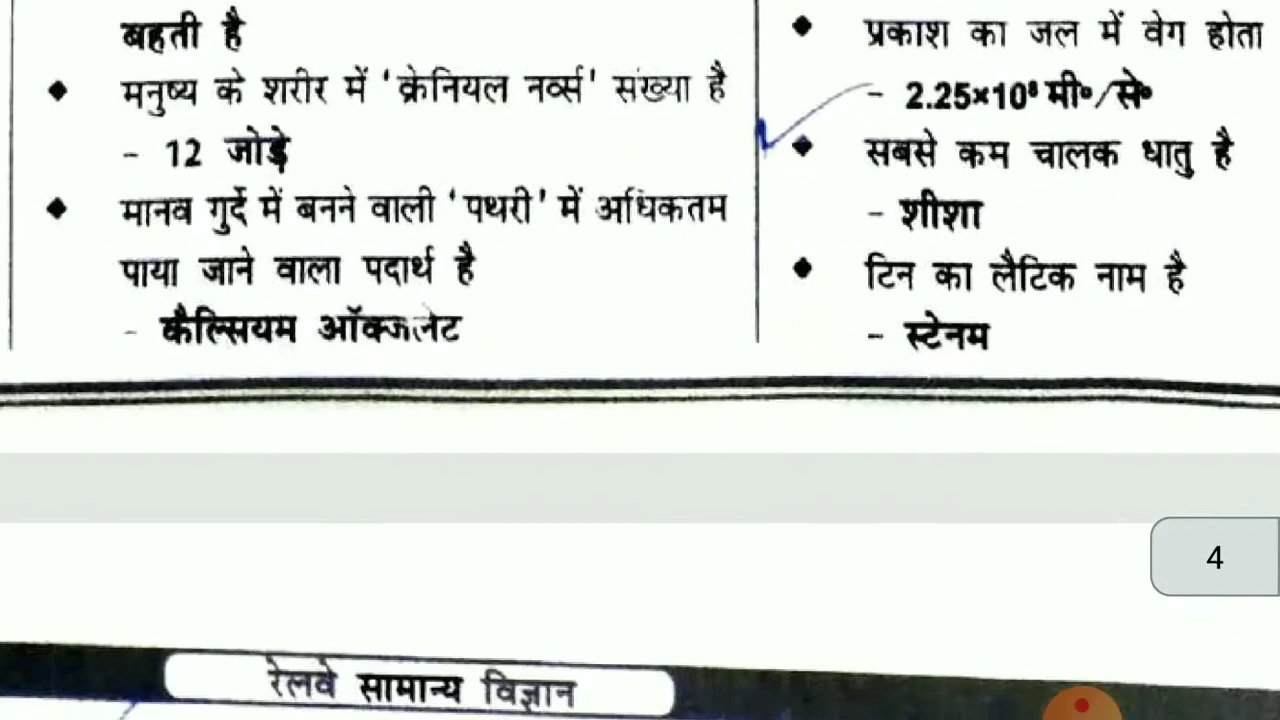 बहती है
◆ मनुष्य के शरीर में 'क्रेनियल नर्व्स' संख्या है
- 12 जोड़े
◆ मानव गुर्दे में बनने वाली 'पथरी' में अधिकतम
पाया जाने वाला पदार्थ है
- कैल्सियम ऑक्जलेट
◆ प्रकाश का जल में वेग होता
- 2.25×10⁸ मी०/से०
◆ सबसे कम चालक धातु है
- शीशा
◆ टिन का लैटिक नाम है
- स्टेनम
4
रेलवे सामान्य विज्ञान